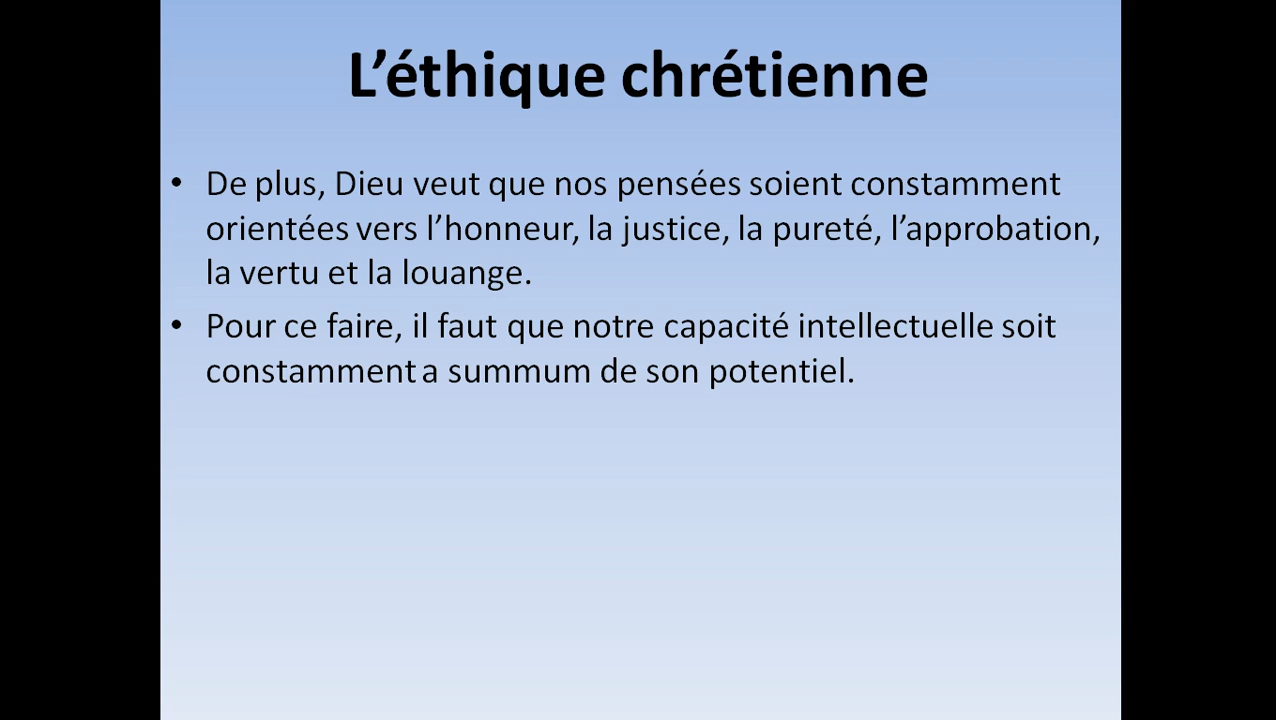 L’éthique chrétienne
• De plus, Dieu veut que nos pensées soient constamment
orientées vers l’honneur, la justice, la pureté, l’approbation,
la vertu et la louange.
• Pour ce faire, il faut que notre capacité intellectuelle soit
constamment a summum de son potentiel.